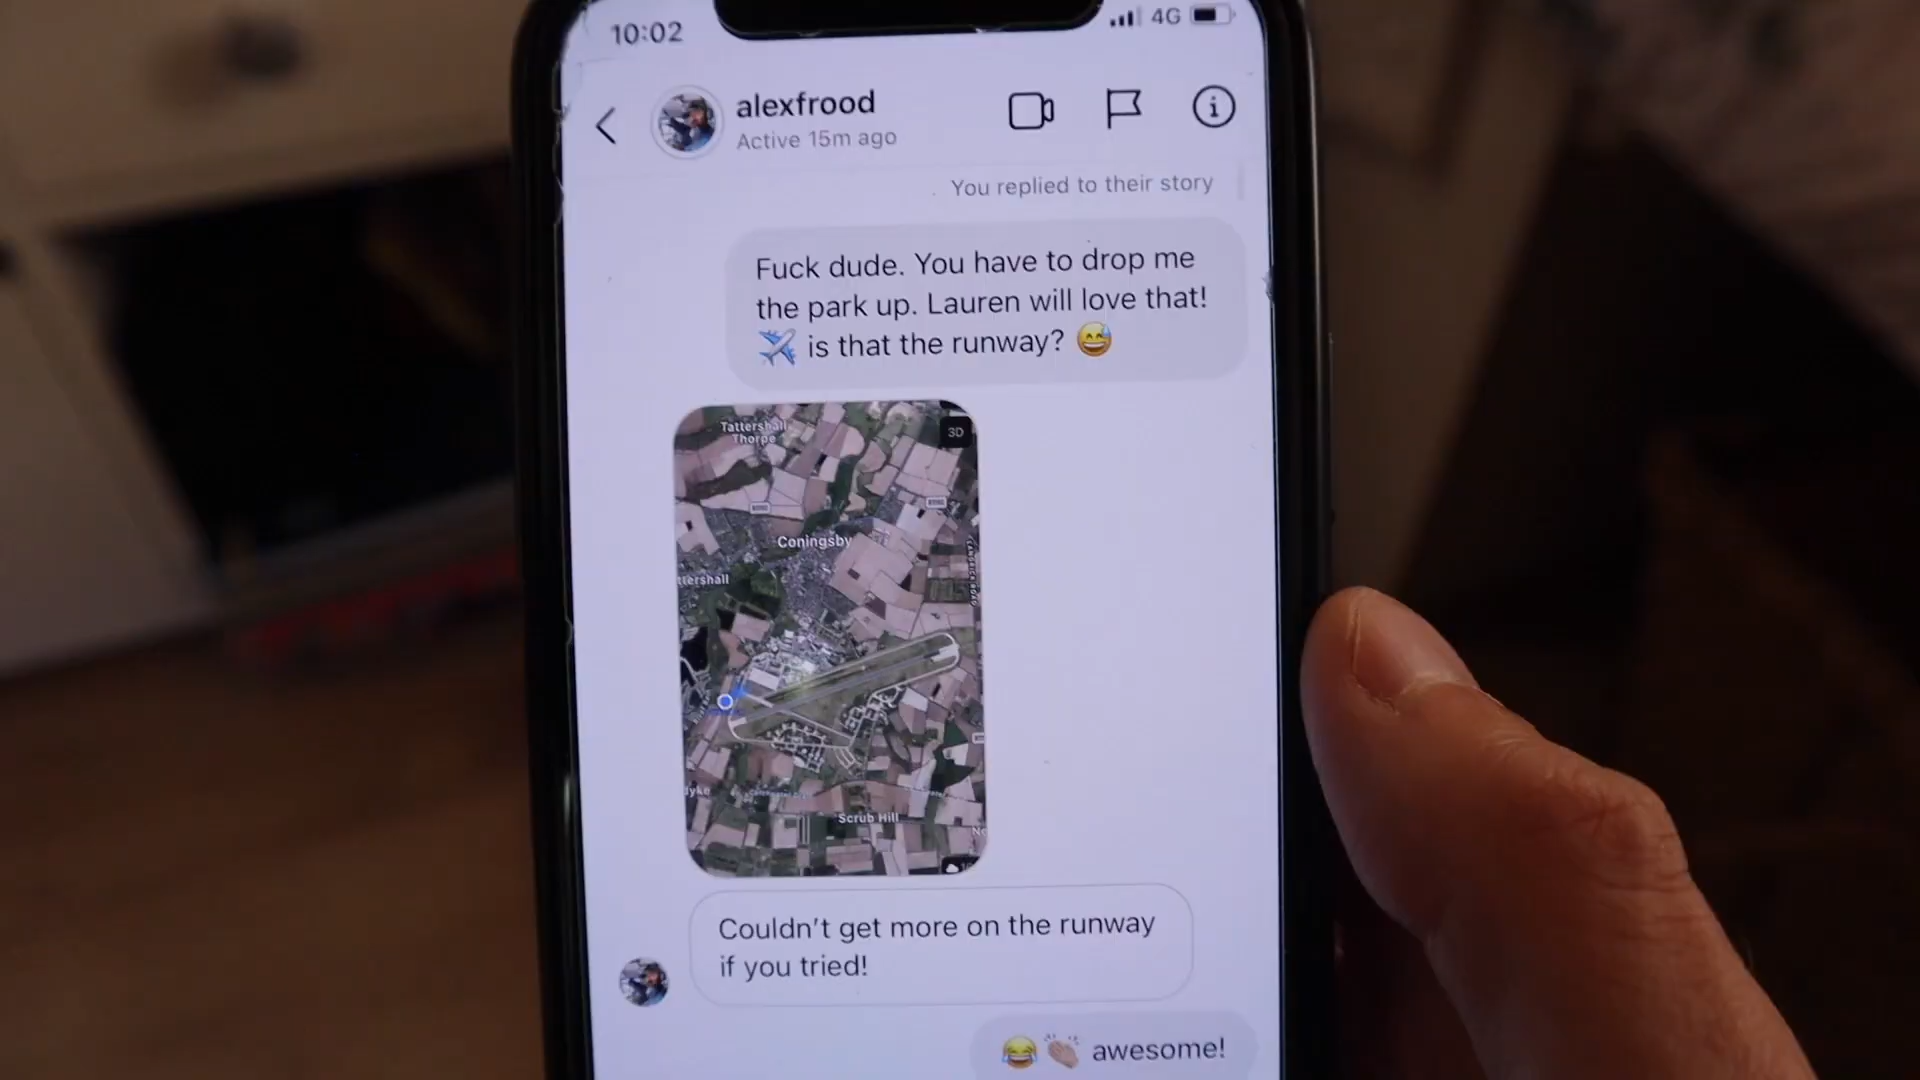 10:02
4G
alexfrood
Active 15m ago
You replied to their story
Fuck dude. You have to drop me
the park up. Lauren will love that!
✈️ is that the runway? 😅
Tattershall
Thorpe
3D
Coningsby
ttershall
dyke
Scrub Hill
Couldn't get more on the runway
if you tried!
😂👏🏼 awesome!